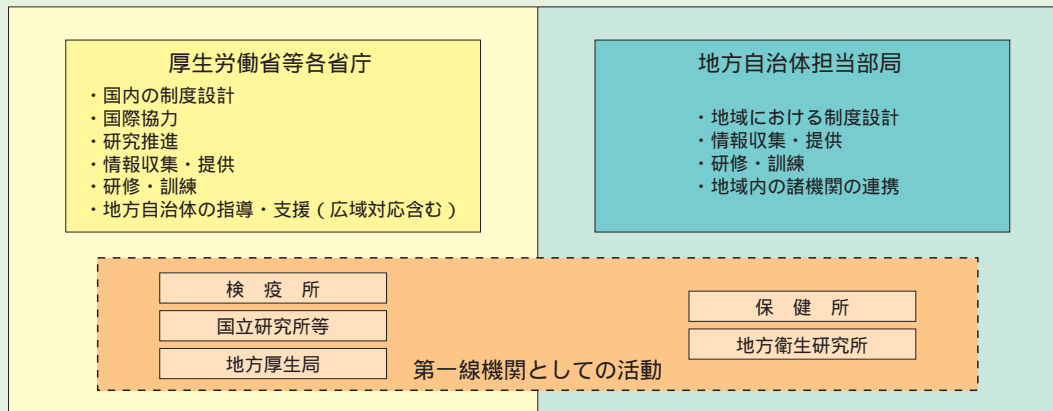 厚生労働省等各省庁
・国内の制度設計
・国際協力
・研究推進
・情報収集・提供
・研修・訓練
・地方自治体の指導・支援（広域対応含む）
地方自治体担当部局
・地域における制度設計
・情報収集・提供
・研修・訓練
・地域内の諸機関の連携
検 疫 所
国立研究所等
地方厚生局
保 健 所
地方衛生研究所
第一線機関としての活動